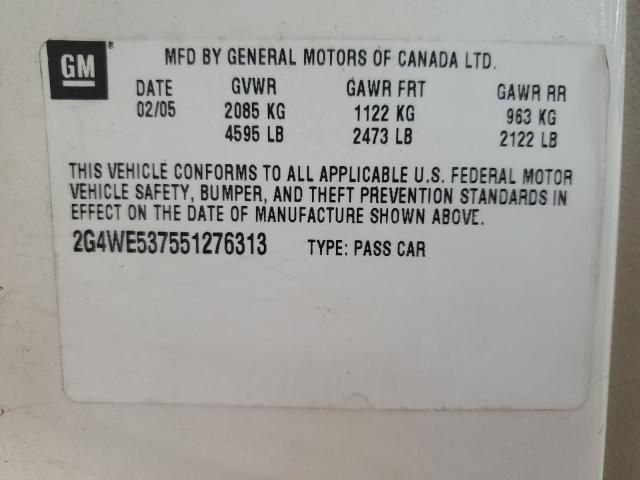 GM ® MFD BY GENERAL MOTORS OF CANADA LTD.
DATE GVWR GAWR FRT GAWR RR
02/05 2085 KG 1122 KG 963 KG
4595 LB 2473 LB 2122 LB
THIS VEHICLE CONFORMS TO ALL APPLICABLE U.S. FEDERAL MOTOR
VEHICLE SAFETY, BUMPER, AND THEFT PREVENTION STANDARDS IN
EFFECT ON THE DATE OF MANUFACTURE SHOWN ABOVE.
2G4WE537551276313 TYPE: PASS CAR